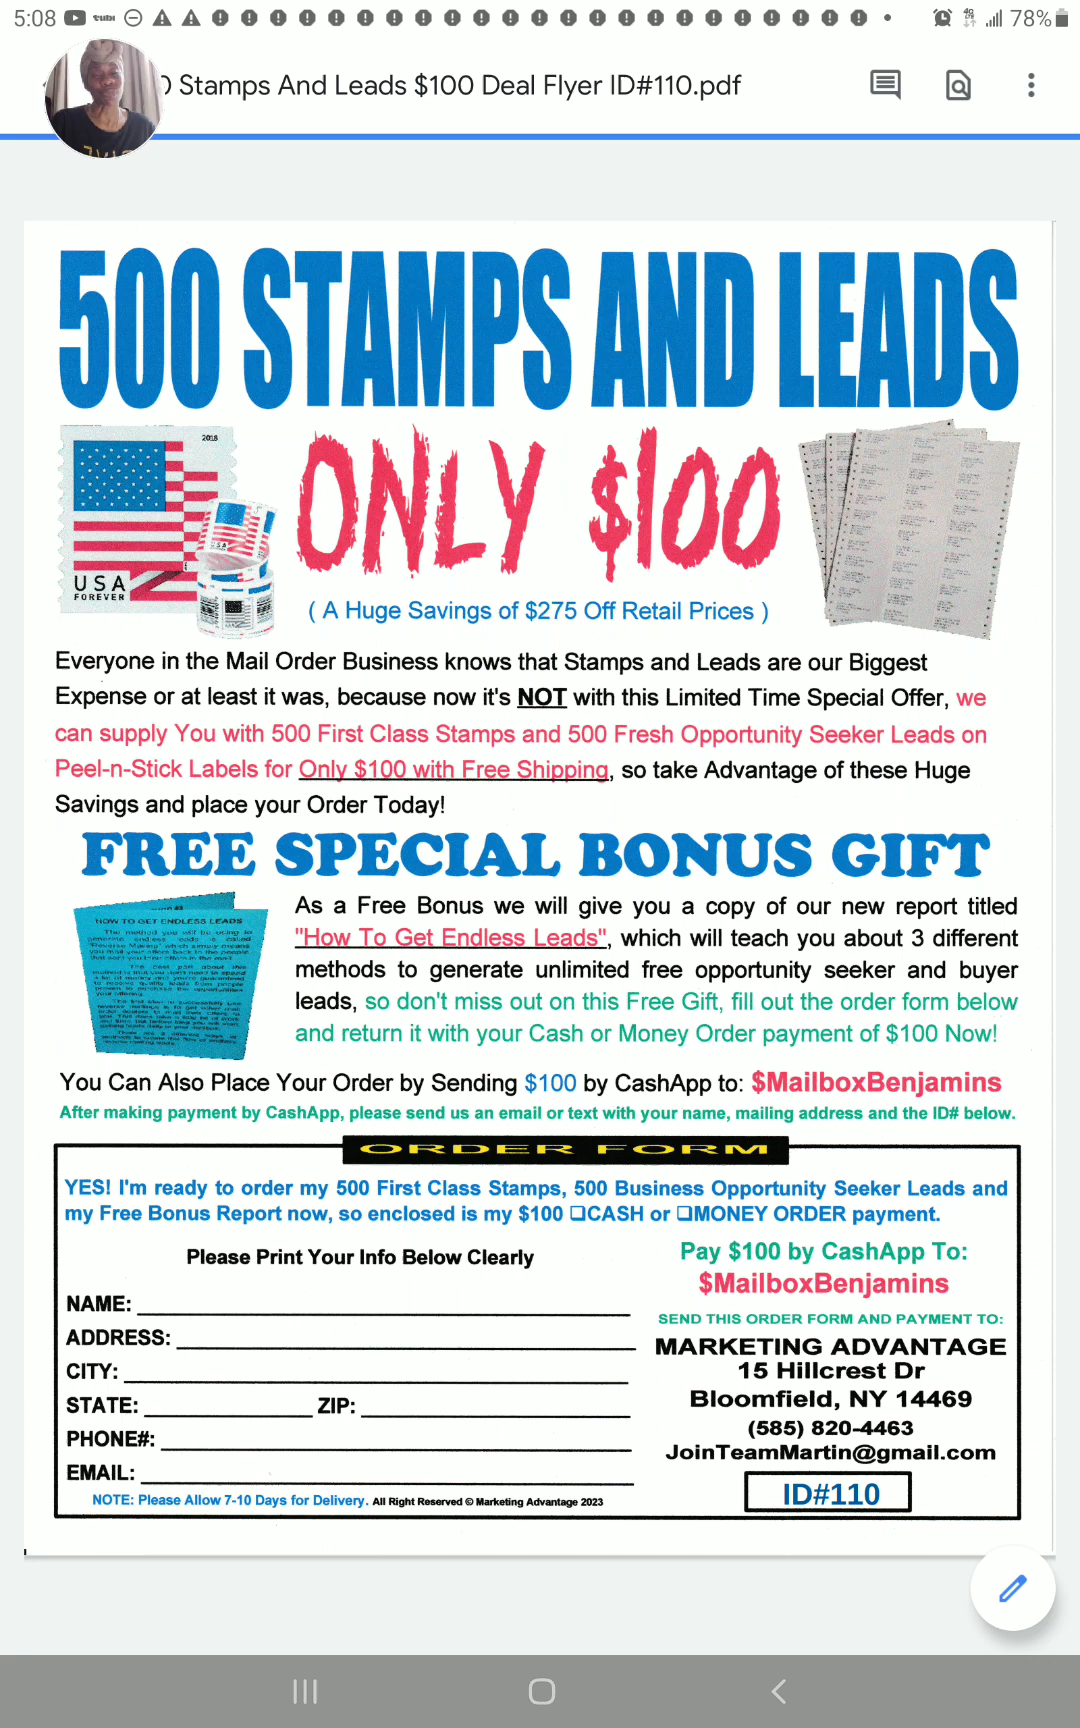 5:08
tubi
4G
LTE
78%
Stamps And Leads $100 Deal Flyer ID#110.pdf
500 STAMPS AND LEADS
2018
USA
FOREVER
ONLY $100
( A Huge Savings of $275 Off Retail Prices )
Everyone in the Mail Order Business knows that Stamps and Leads are our Biggest
Expense or at least it was, because now it's NOT with this Limited Time Special Offer, we
can supply You with 500 First Class Stamps and 500 Fresh Opportunity Seeker Leads on
Peel-n-Stick Labels for Only $100 with Free Shipping, so take Advantage of these Huge
Savings and place your Order Today!
FREE SPECIAL BONUS GIFT
HOW TO GET ENDLESS LEADS
As a Free Bonus we will give you a copy of our new report titled
"How To Get Endless Leads", which will teach you about 3 different
methods to generate unlimited free opportunity seeker and buyer
leads, so don't miss out on this Free Gift, fill out the order form below
and return it with your Cash or Money Order payment of $100 Now!
You Can Also Place Your Order by Sending $100 by CashApp to: $MailboxBenjamins
After making payment by CashApp, please send us an email or text with your name, mailing address and the ID# below.
ORDER FORM
YES! I'm ready to order my 500 First Class Stamps, 500 Business Opportunity Seeker Leads and
my Free Bonus Report now, so enclosed is my $100 ❏CASH or ❏MONEY ORDER payment.
Please Print Your Info Below Clearly
NAME:
ADDRESS:
CITY:
STATE: ZIP:
PHONE#:
EMAIL:
NOTE: Please Allow 7-10 Days for Delivery. All Right Reserved © Marketing Advantage 2023
Pay $100 by CashApp To:
$MailboxBenjamins
SEND THIS ORDER FORM AND PAYMENT TO:
MARKETING ADVANTAGE
15 Hillcrest Dr
Bloomfield, NY 14469
(585) 820-4463
JoinTeamMartin@gmail.com
ID#110